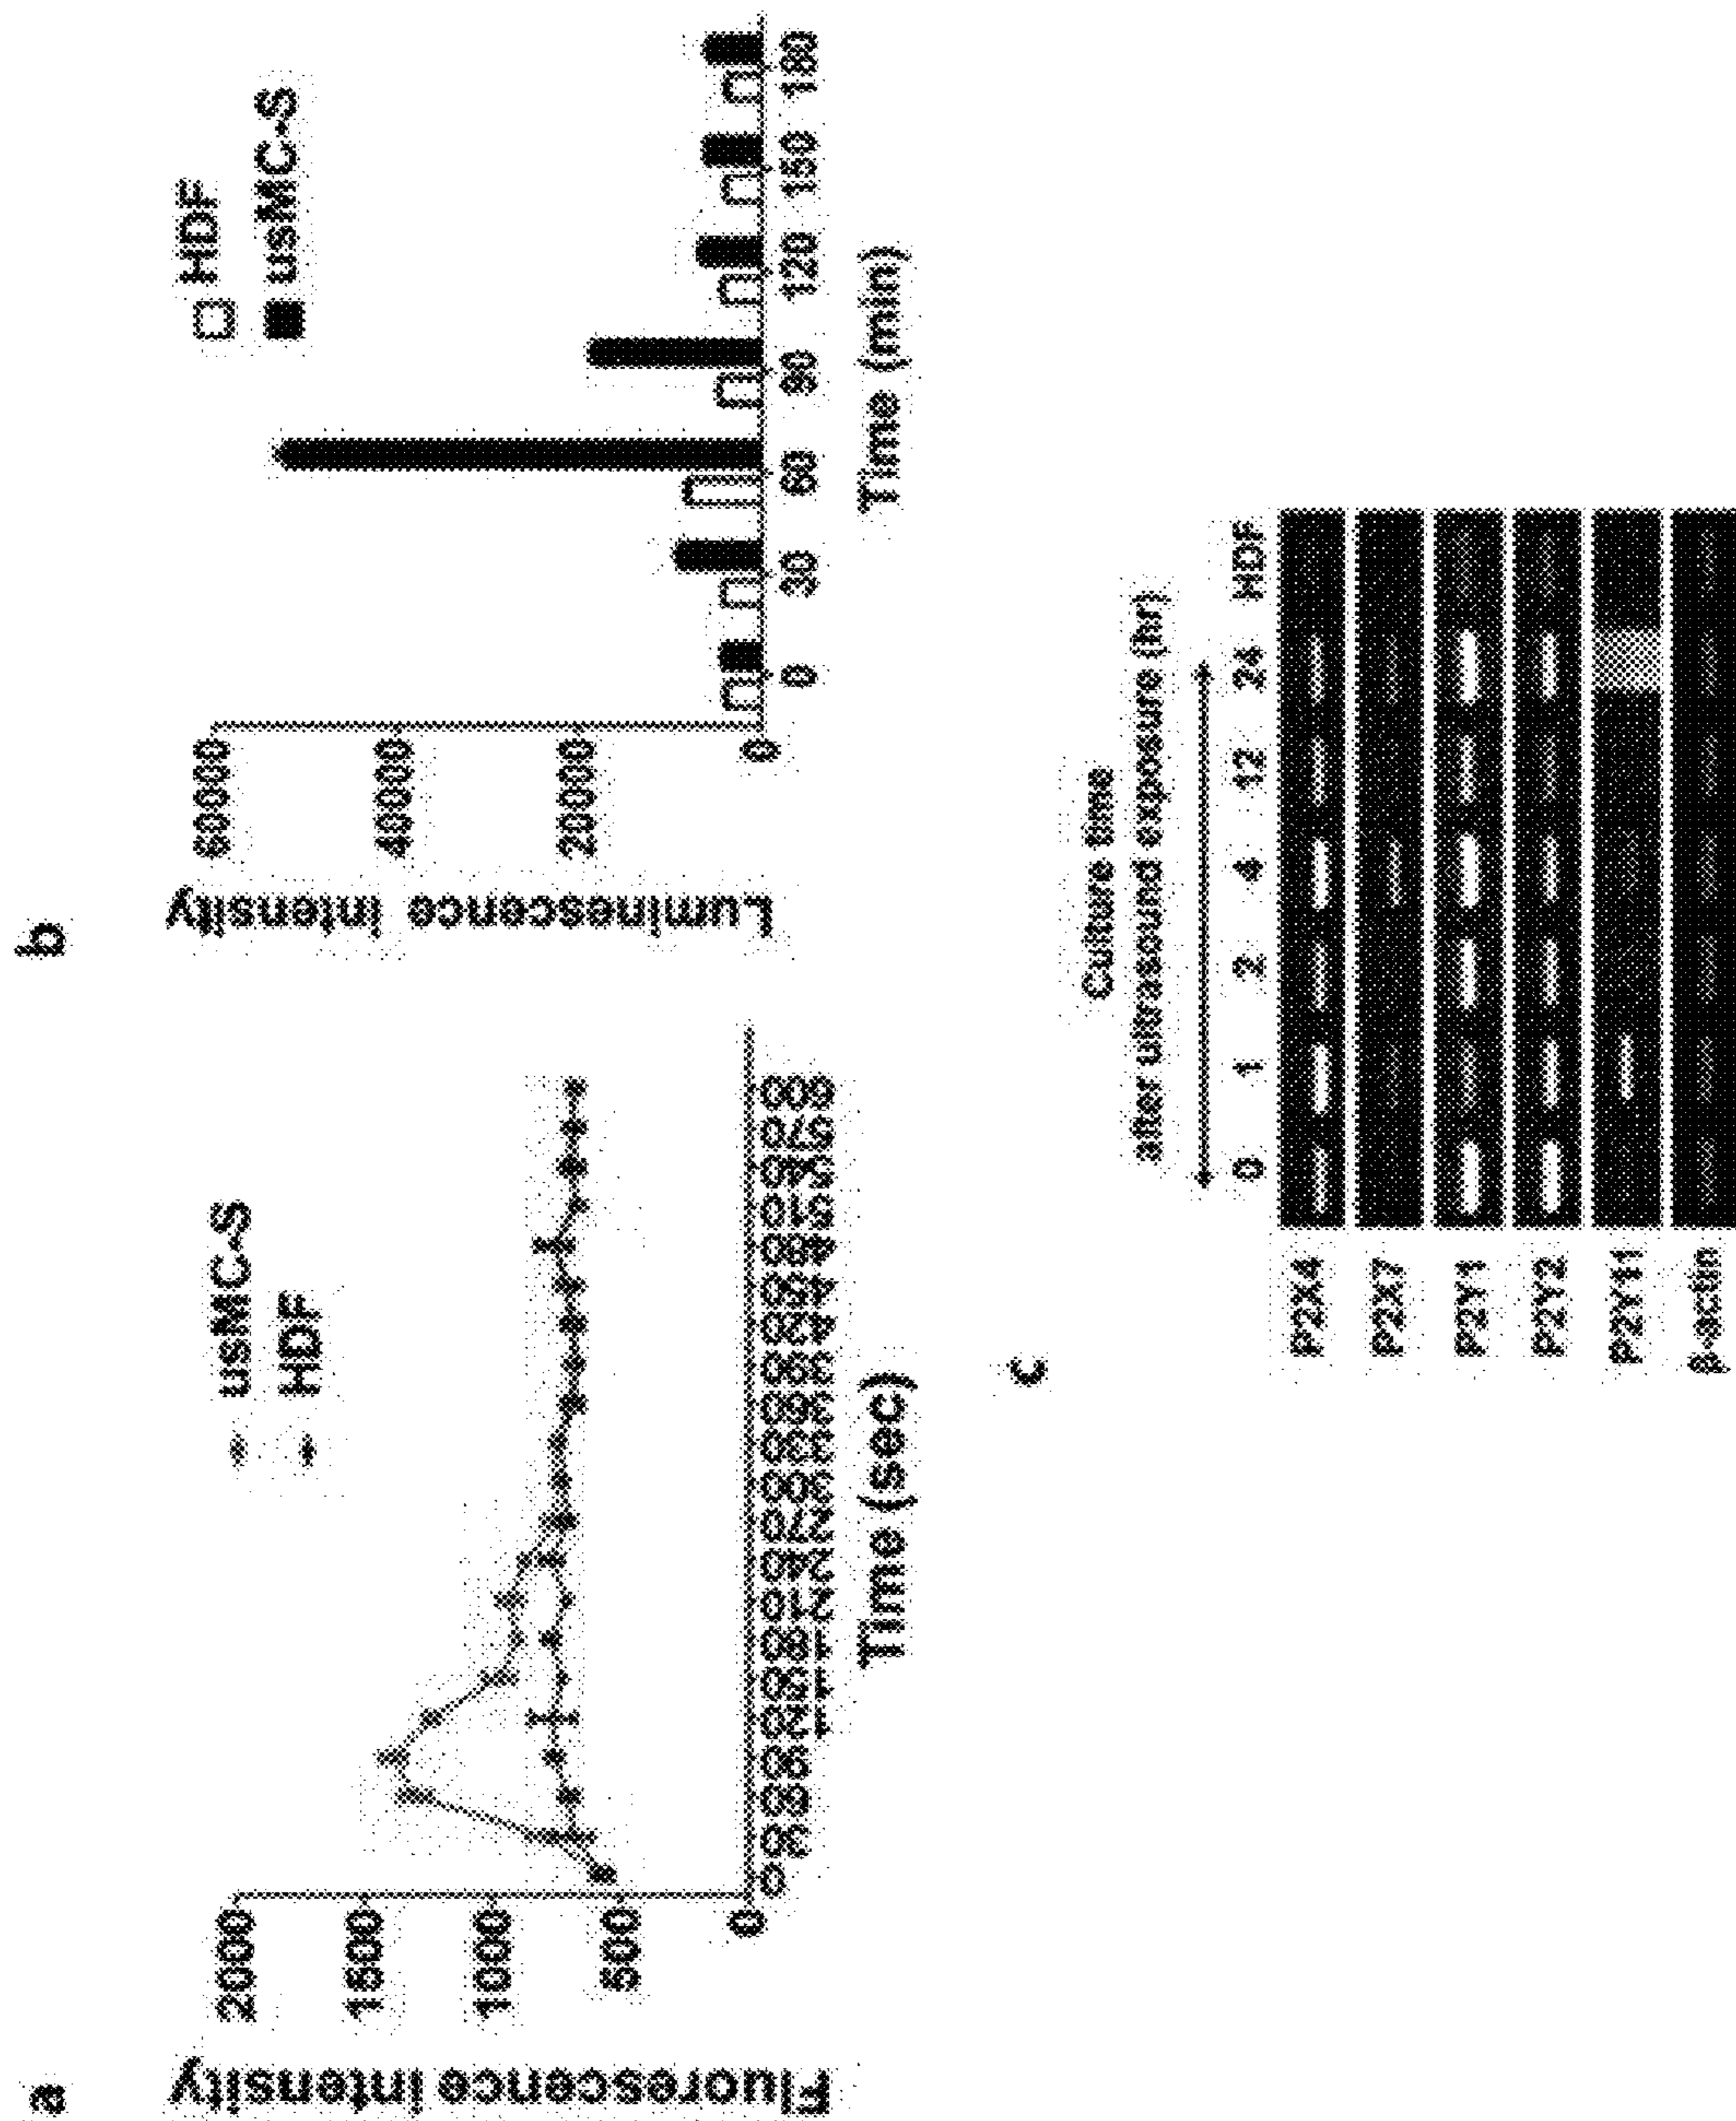 a
Fluorescence intensity
2000
1500
1000
500
0
usMC-S
HDF
Time (sec)
b
Luminescence intensity
60000
40000
20000
0
HDF
usMC-S
0 30 60 90 120 150 180
Time (min)
c
Culture time
after ultrasound exposure (hr)
0 1 2 4 12 24 HDF
P2X4
P2X7
P2Y1
P2Y2
P2Y11
β-actin